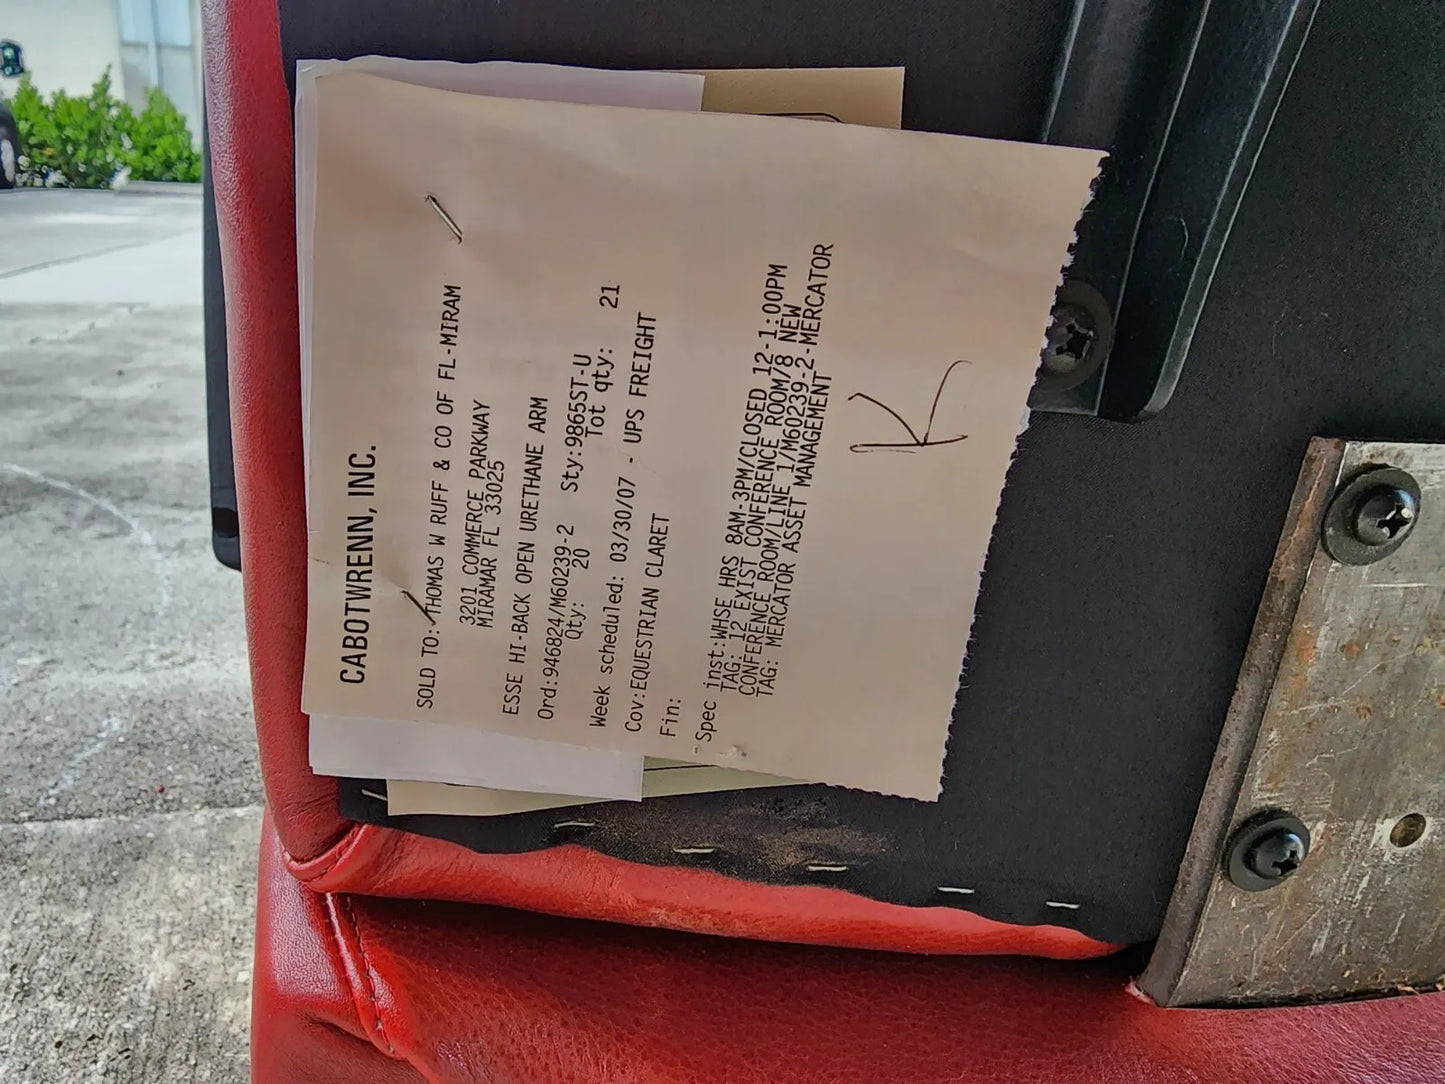 CABOTWRENN, INC.
SOLD TO: THOMAS W RUFF & CO OF FL-MIRAM
3201 COMMERCE PARKWAY
MIRAMAR FL 33025
ESSE HI-BACK OPEN URETHANE ARM
Ord:946824/M60239-2 Sty:9865ST-U
Qty: 20 Tot qty: 21
Week scheduled: 03/30/07 - UPS FREIGHT
Cov:EQUESTRIAN CLARET
Fin:
Spec inst:WHSE HRS 8AM-3PM/CLOSED 12-1:00PM
TAG: 12 EXIST CONFERENCE ROOM/8 NEW
CONFERENCE ROOM/LINE 1/M60239-2-MERCATOR
TAG: MERCATOR ASSET MANAGEMENT
K